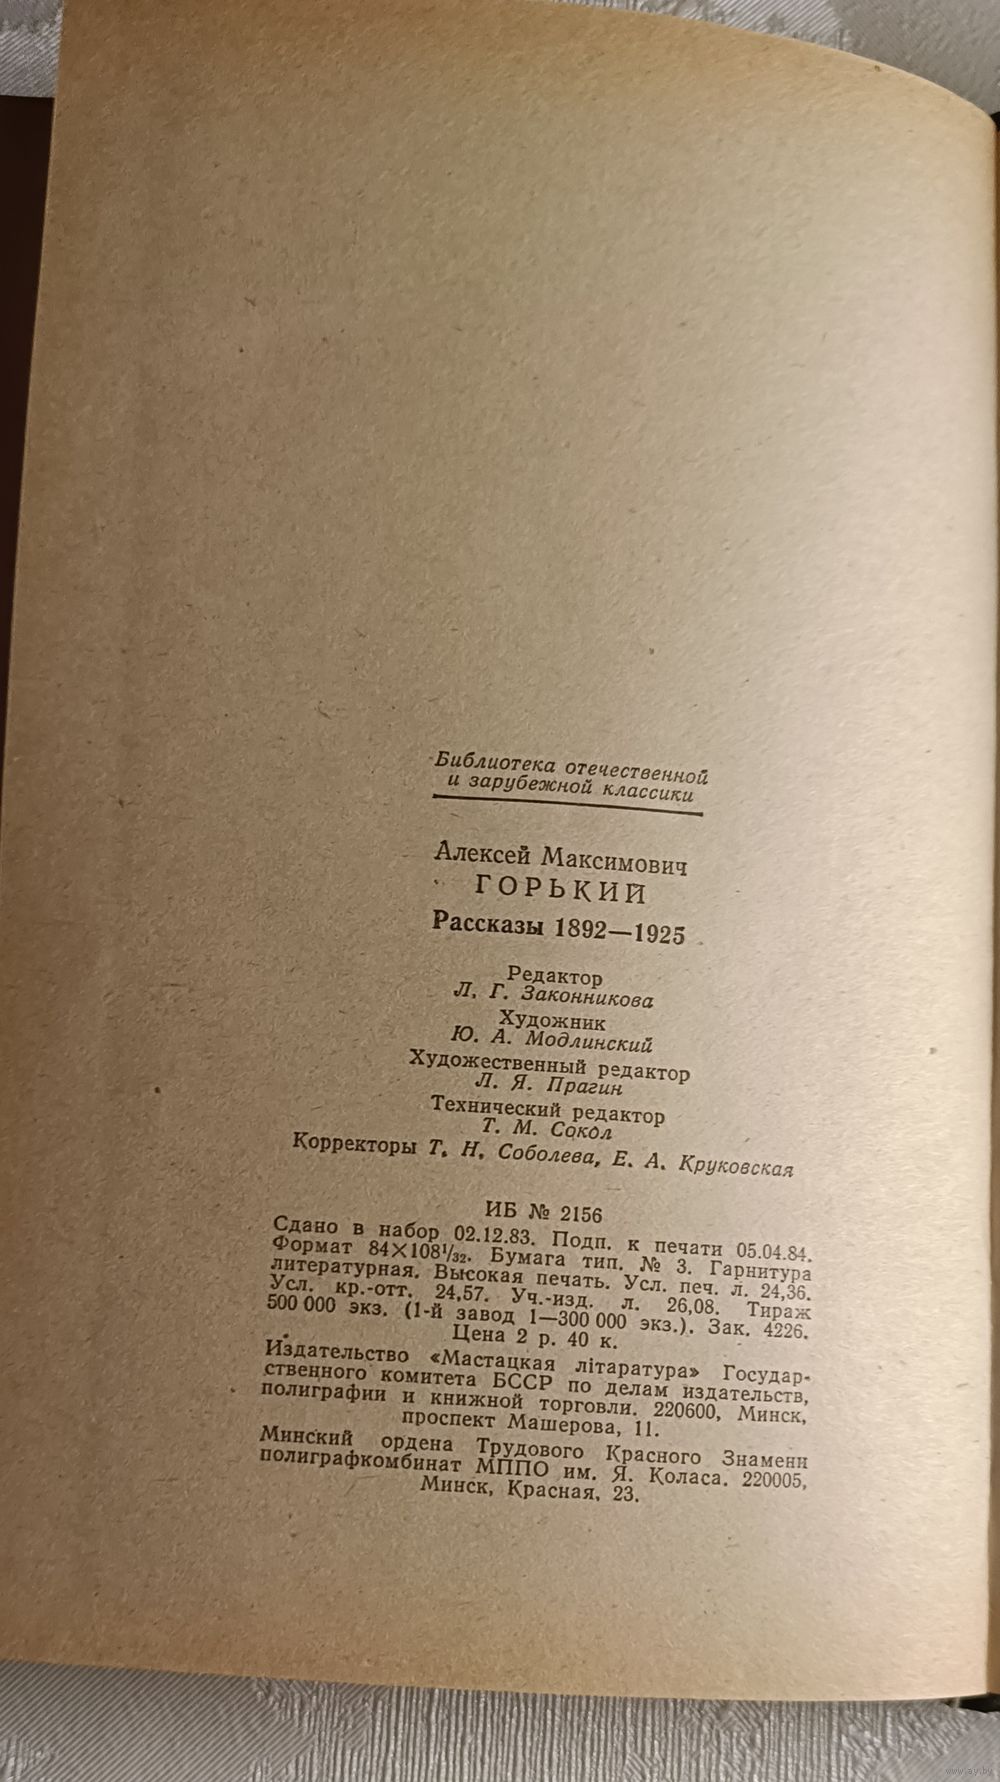 Библиотека отечественной
и зарубежной классики
Алексей Максимович
ГОРЬКИЙ
Рассказы 1892—1925
Редактор
Л. Г. Законникова
Художник
Ю. А. Модлинский
Художественный редактор
Л. Я. Прагин
Технический редактор
Т. М. Сокол
Корректоры Т. Н. Соболева, Е. А. Круковская
ИБ № 2156
Сдано в набор 02.12.83. Подп. к печати 05.04.84.
Формат 84×108¹/₃₂. Бумага тип. № 3. Гарнитура
литературная. Высокая печать. Усл. печ. л. 24,36.
Усл. кр.-отт. 24,57. Уч.-изд. л. 26,08. Тираж
500 000 экз. (1-й завод 1—300 000 экз.). Зак. 4226.
Цена 2 р. 40 к.
Издательство «Мастацкая літаратура» Государ-
ственного комитета БССР по делам издательств,
полиграфии и книжной торговли. 220600, Минск,
проспект Машерова, 11.
Минский ордена Трудового Красного Знамени
полиграфкомбинат МППО им. Я. Коласа. 220005,
Минск, Красная, 23.
www.ay.by